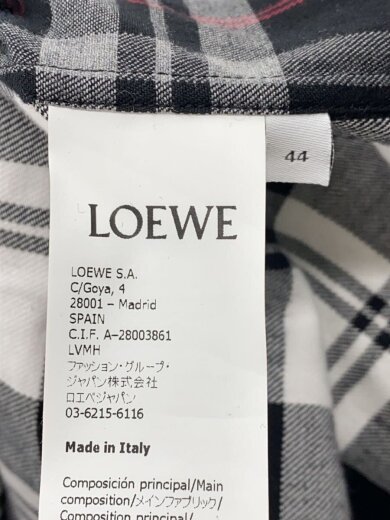 44
LOEWE
LOEWE S.A.
C/Goya, 4
28001 – Madrid
SPAIN
C.I.F. A–28003861
LVMH
ファッション・グループ・
ジャパン株式会社
ロエベジャパン
03-6215-6116
Made in Italy
Composición principal/Main
composition/メインファブリック/
Composition principal/